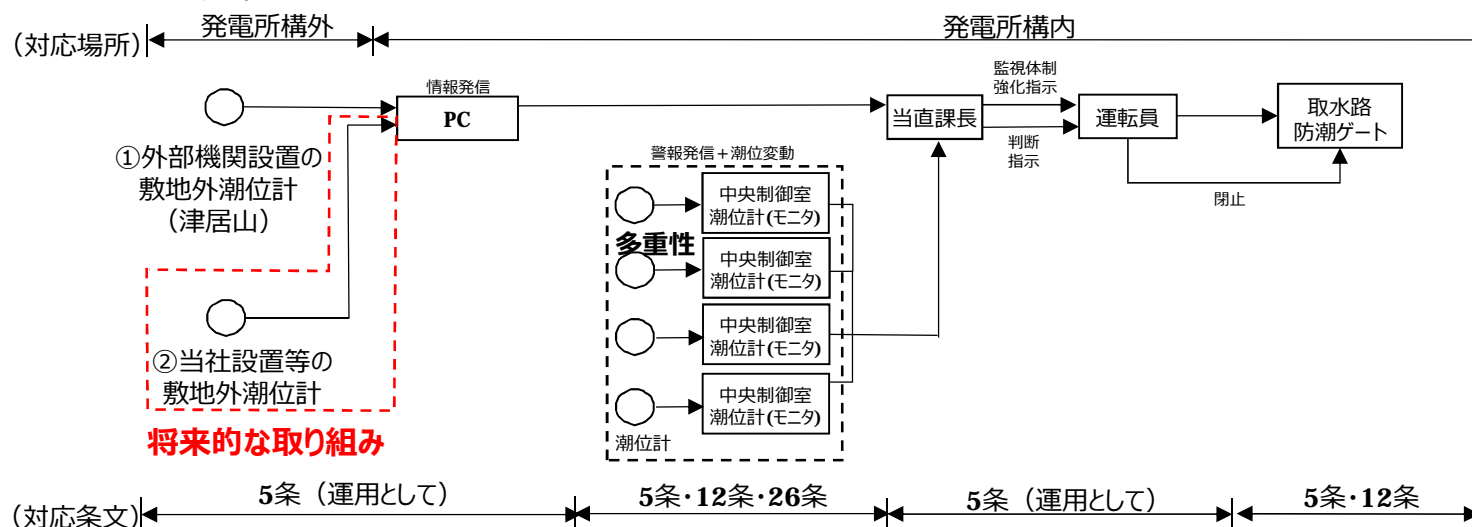 （対応場所）
発電所構外
発電所構内
情報発信
PC
①外部機関設置の
敷地外潮位計
（津居山）
②当社設置等の
敷地外潮位計
将来的な取り組み
警報発信＋潮位変動
多重性
中央制御室
潮位計(モニタ)
中央制御室
潮位計(モニタ)
中央制御室
潮位計(モニタ)
中央制御室
潮位計(モニタ)
潮位計
当直課長
監視体制
強化指示
判断
指示
運転員
取水路
防潮ゲート
閉止
（対応条文）
5条（運用として）
5条・12条・26条
5条（運用として）
5条・12条